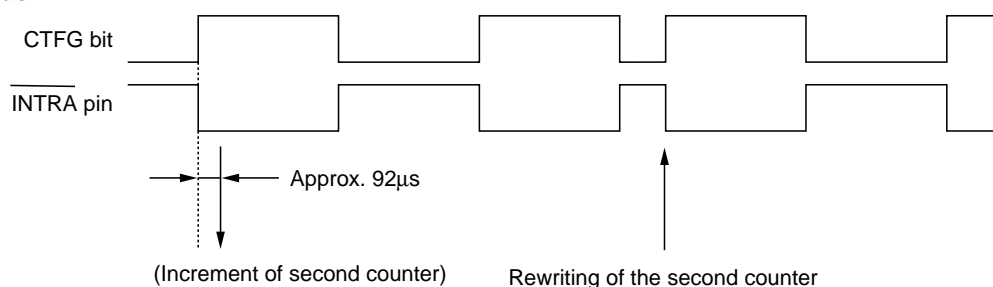 CTFG bit
INTRA pin
Approx. 92μs
(Increment of second counter)
Rewriting of the second counter